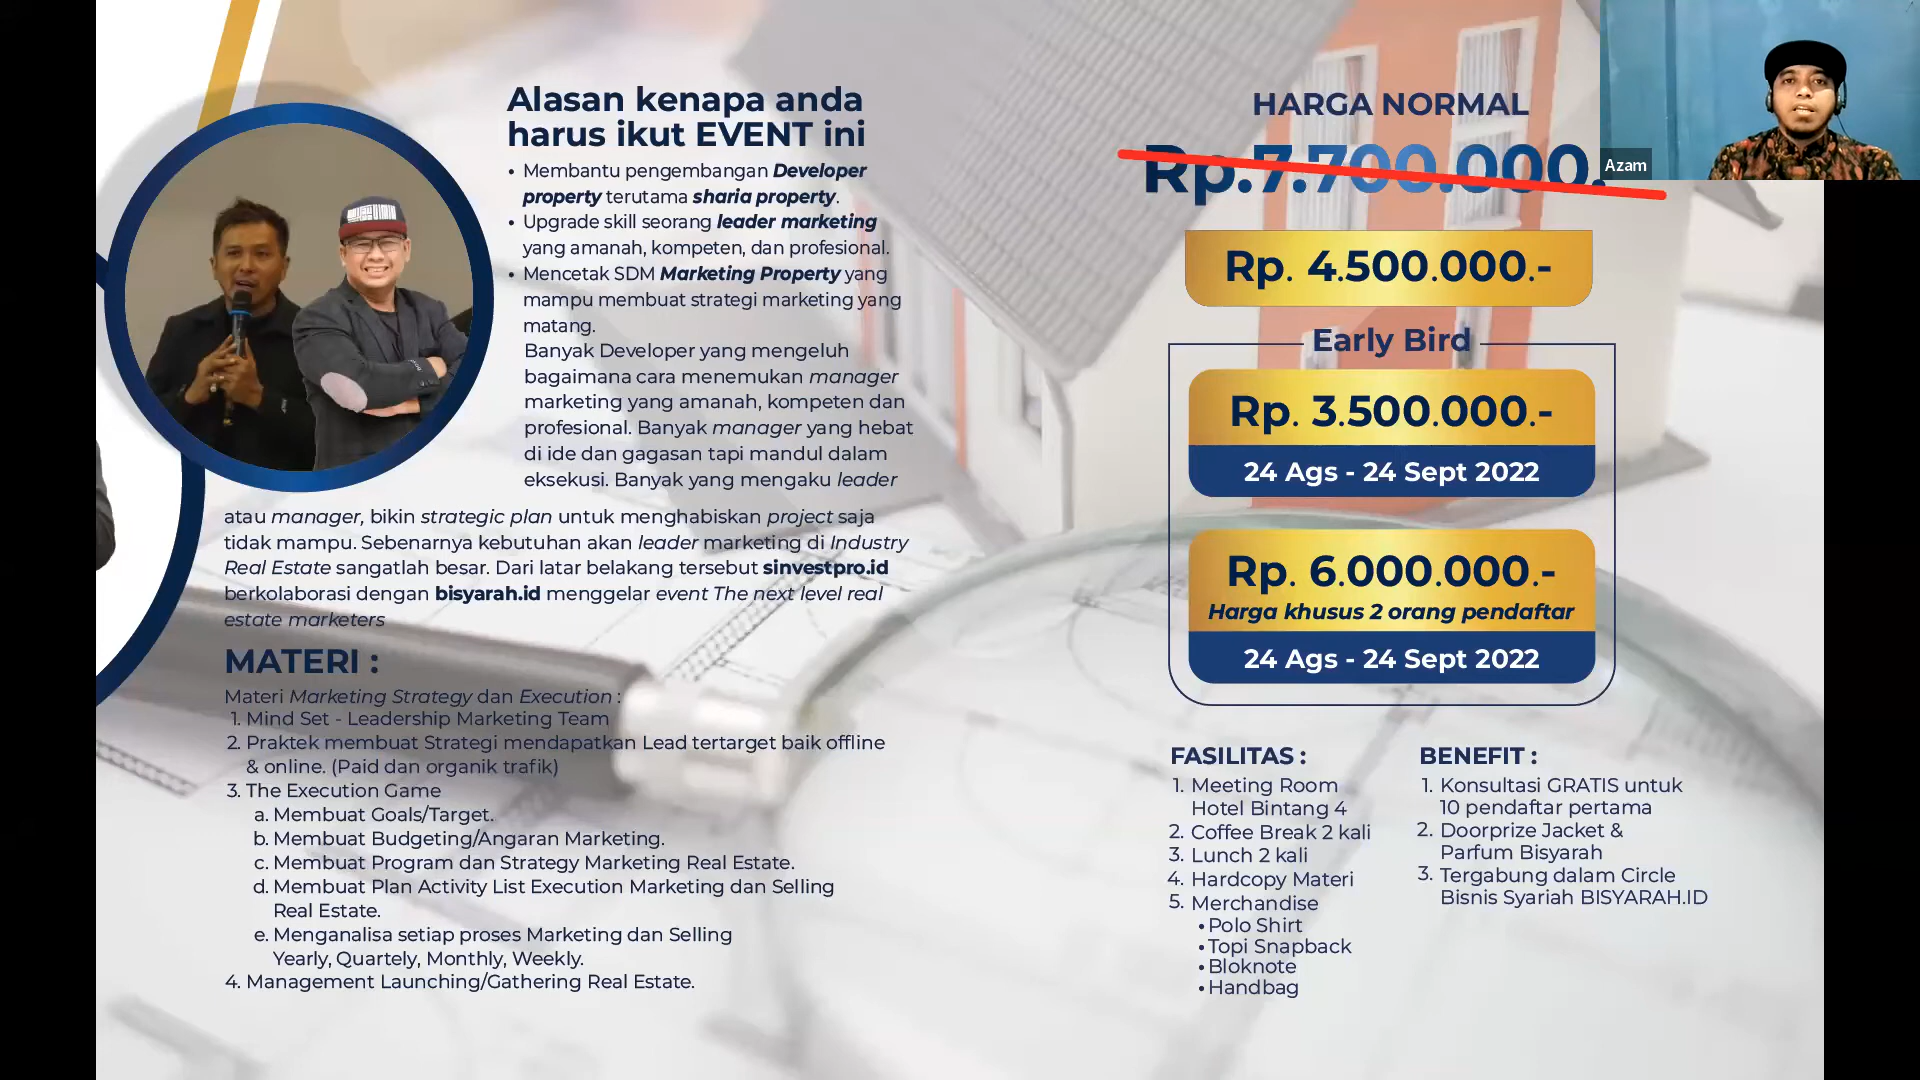 Alasan kenapa anda
harus ikut EVENT ini
• Membantu pengembangan Developer
property terutama sharia property.
• Upgrade skill seorang leader marketing
yang amanah, kompeten, dan profesional.
• Mencetak SDM Marketing Property yang
mampu membuat strategi marketing yang
matang.
Banyak Developer yang mengeluh
bagaimana cara menemukan manager
marketing yang amanah, kompeten dan
profesional. Banyak manager yang hebat
di ide dan gagasan tapi mandul dalam
eksekusi. Banyak yang mengaku leader
atau manager, bikin strategic plan untuk menghabiskan project saja
tidak mampu. Sebenarnya kebutuhan akan leader marketing di Industry
Real Estate sangatlah besar. Dari latar belakang tersebut sinvestpro.id
berkolaborasi dengan bisyarah.id menggelar event The next level real
estate marketers
MATERI :
Materi Marketing Strategy dan Execution :
1. Mind Set - Leadership Marketing Team
2. Praktek membuat Strategi mendapatkan Lead tertarget baik offline
& online. (Paid dan organik trafik)
3. The Execution Game
a. Membuat Goals/Target.
b. Membuat Budgeting/Angaran Marketing.
c. Membuat Program dan Strategy Marketing Real Estate.
d. Membuat Plan Activity List Execution Marketing dan Selling
Real Estate.
e. Menganalisa setiap proses Marketing dan Selling
Yearly, Quartely, Monthly, Weekly.
4. Management Launching/Gathering Real Estate.
HARGA NORMAL
Rp.7.700.000.
Rp. 4.500.000.-
Early Bird
Rp. 3.500.000.-
24 Ags - 24 Sept 2022
Rp. 6.000.000.-
Harga khusus 2 orang pendaftar
24 Ags - 24 Sept 2022
FASILITAS :
1. Meeting Room
Hotel Bintang 4
2. Coffee Break 2 kali
3. Lunch 2 kali
4. Hardcopy Materi
5. Merchandise
• Polo Shirt
• Topi Snapback
• Bloknote
• Handbag
BENEFIT :
1. Konsultasi GRATIS untuk
10 pendaftar pertama
2. Doorprize Jacket &
Parfum Bisyarah
3. Tergabung dalam Circle
Bisnis Syariah BISYARAH.ID
Azam